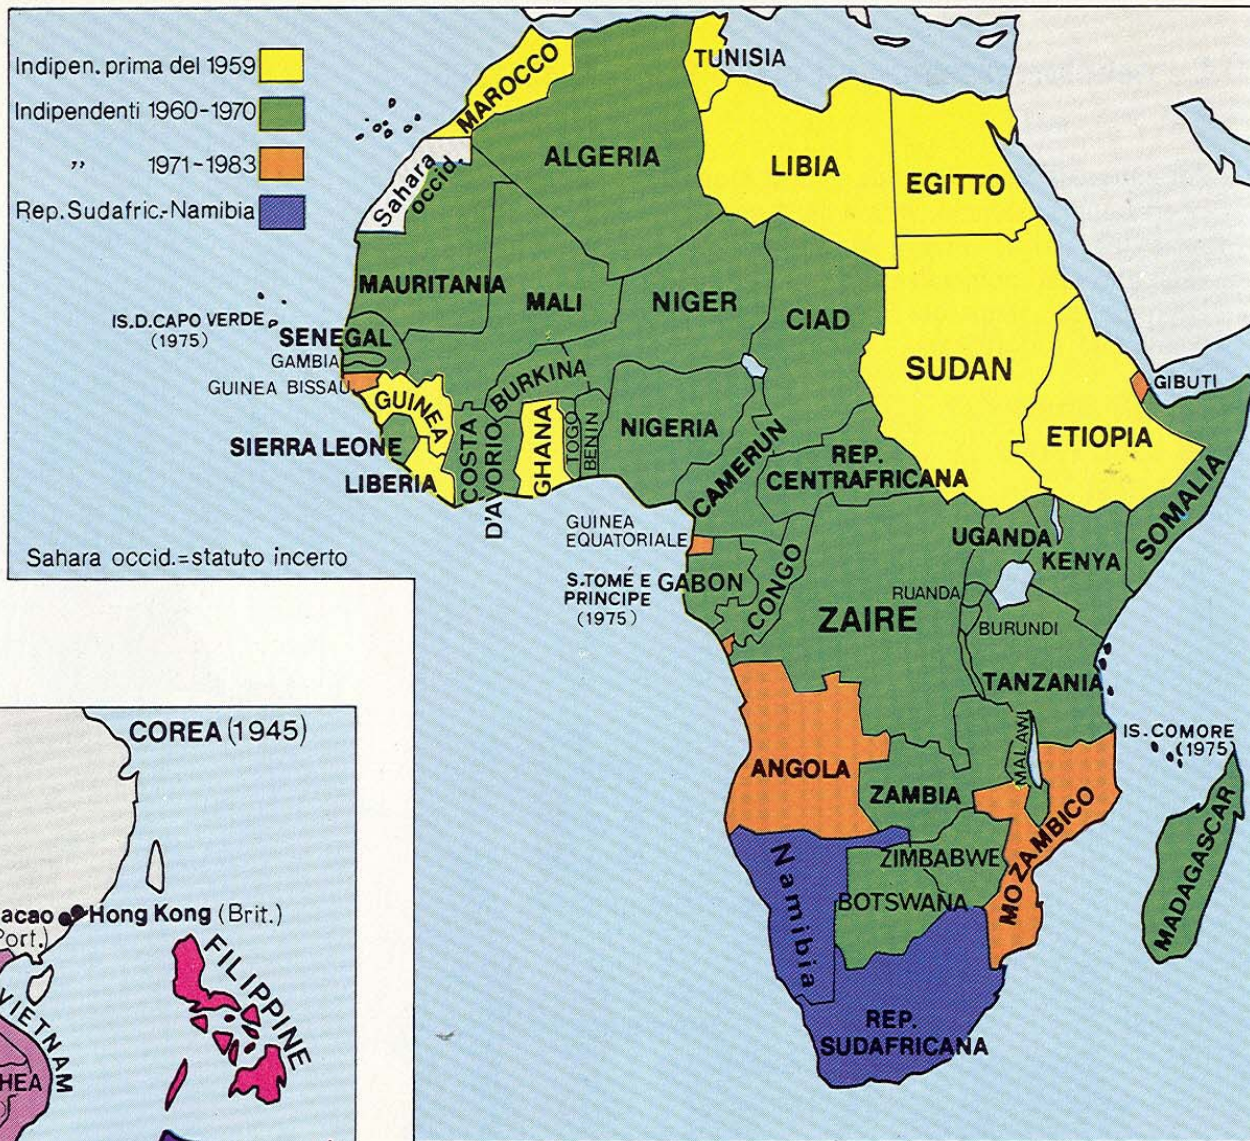 Indipen. prima del 1959
Indipendenti 1960-1970
„ 1971-1983
Rep. Sudafric.-Namibia
MAROCCO
TUNISIA
ALGERIA
LIBIA
EGITTO
Sahara
occid.
MAURITANIA
MALI
NIGER
CIAD
SUDAN
IS.D.CAPO VERDE
(1975)
SENEGAL
GAMBIA
GUINEA BISSAU
GUINEA
SIERRA LEONE
LIBERIA
COSTA
D'AVORIO
BURKINA
GHANA
TOGO
BENIN
NIGERIA
CAMERUN
REP.
CENTRAFRICANA
ETIOPIA
GIBUTI
SOMALIA
Sahara occid.=statuto incerto
GUINEA
EQUATORIALE
S.TOMÉ E
PRINCIPE
(1975)
GABON
CONGO
ZAIRE
UGANDA
KENYA
RUANDA
BURUNDI
TANZANIA
IS. COMORE
(1975)
ANGOLA
ZAMBIA
MALAWI
MOZAMBICO
MADAGASCAR
Namibia
ZIMBABWE
BOTSWANA
REP.
SUDAFRICANA
COREA (1945)
acao
Port.)
Hong Kong (Brit.)
FILIPPINE
VIETNAM
HEA